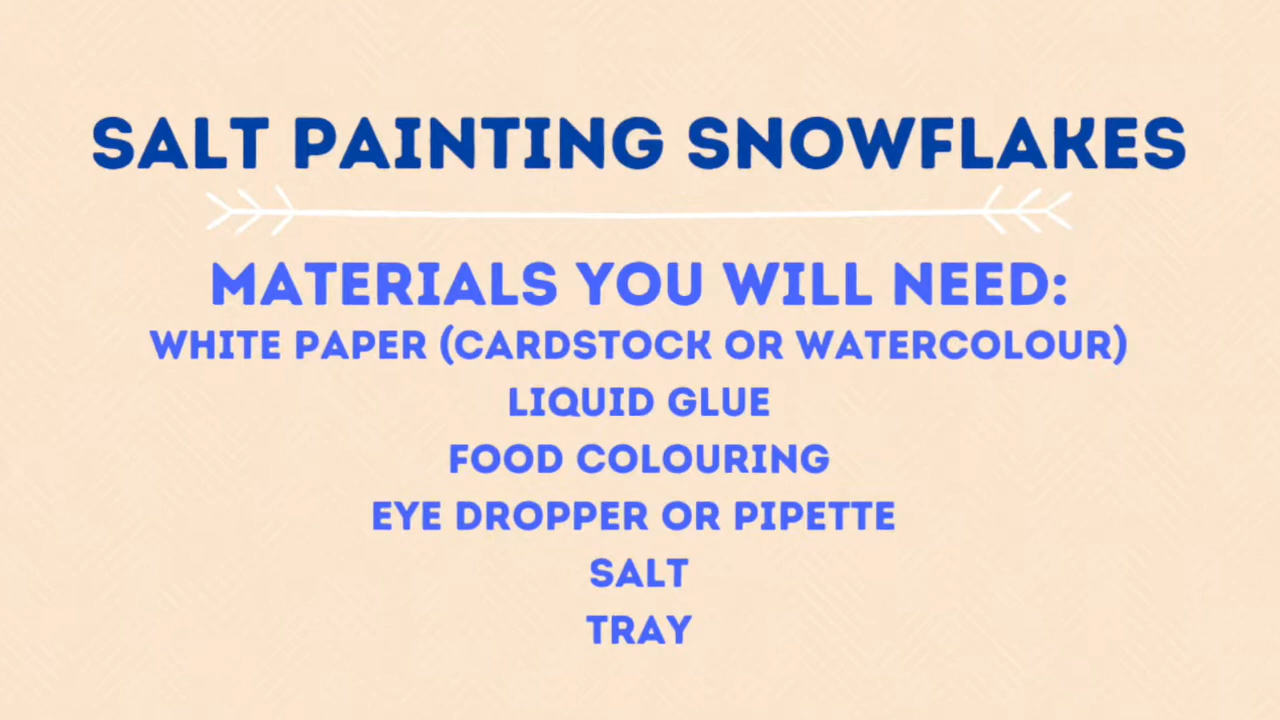 SALT PAINTING SNOWFLAKES
MATERIALS YOU WILL NEED:
WHITE PAPER (CARDSTOCK OR WATERCOLOUR)
LIQUID GLUE
FOOD COLOURING
EYE DROPPER OR PIPETTE
SALT
TRAY